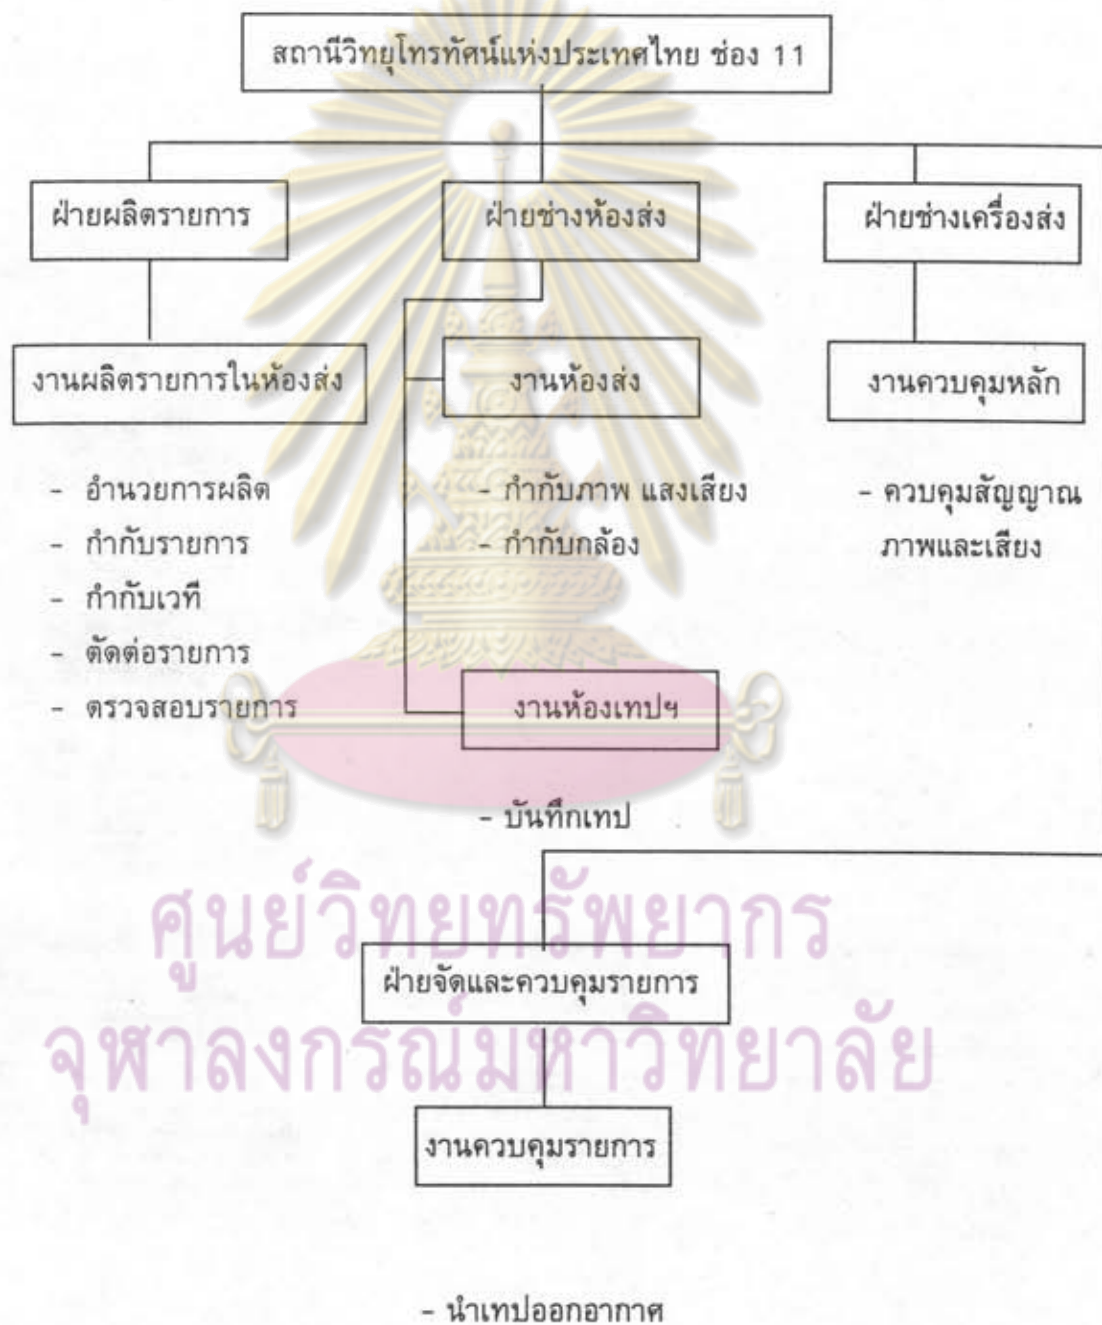 สถานีวิทยุโทรทัศน์แห่งประเทศไทย ช่อง 11
ฝ่ายผลิตรายการ
ฝ่ายช่างห้องส่ง
ฝ่ายช่างเครื่องส่ง
งานผลิตรายการในห้องส่ง
งานห้องส่ง
งานควบคุมหลัก
- อำนวยการผลิต
- กำกับรายการ
- กำกับเวที
- ตัดต่อรายการ
- ตรวจสอบรายการ
- กำกับภาพ แสงเสียง
- กำกับกล้อง
- ควบคุมสัญญาณ
ภาพและเสียง
งานห้องเทปฯ
- บันทึกเทป
ศูนย์วิทยทรัพยากร
ฝ่ายจัดและควบคุมรายการ
จุฬาลงกรณ์มหาวิทยาลัย
งานควบคุมรายการ
- นำเทปออกอากาศ